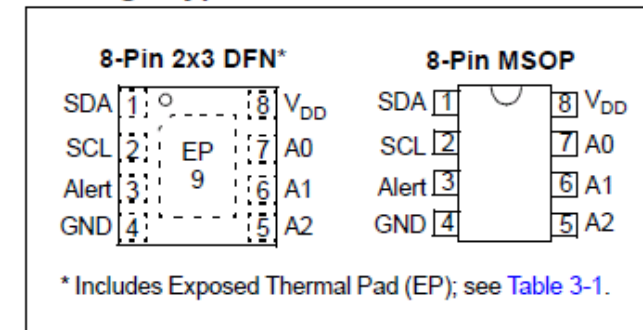 8-Pin 2x3 DFN* 8-Pin MSOP
SDA 1 8 VDD SDA 1 8 VDD
SCL 2 EP 7 A0 SCL 2 7 A0
Alert 3 9 6 A1 Alert 3 6 A1
GND 4 5 A2 GND 4 5 A2
* Includes Exposed Thermal Pad (EP); see Table 3-1.